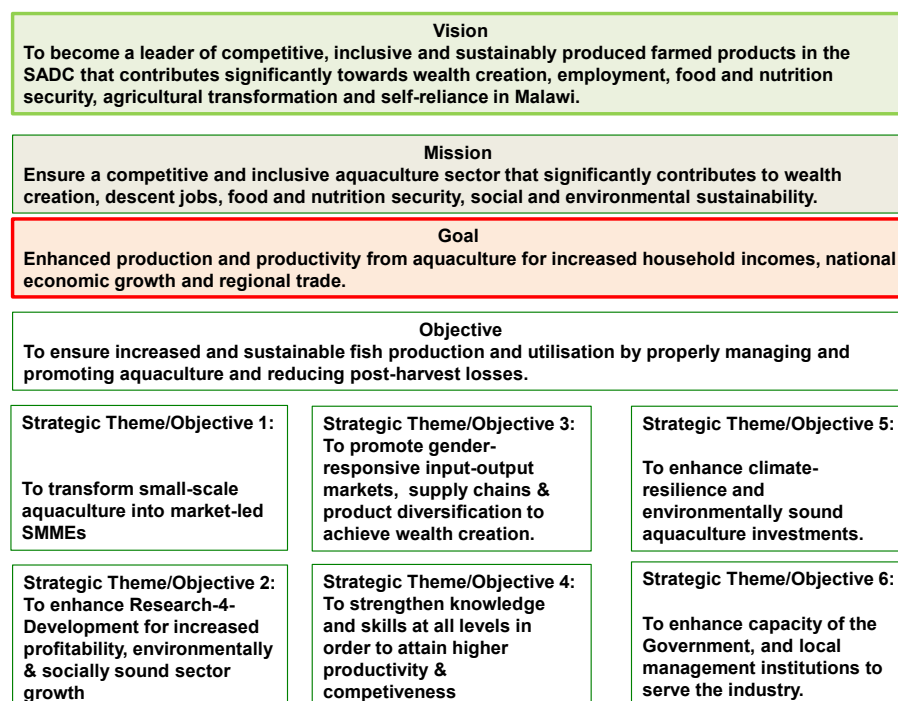 Vision
To become a leader of competitive, inclusive and sustainably produced farmed products in the
SADC that contributes significantly towards wealth creation, employment, food and nutrition
security, agricultural transformation and self-reliance in Malawi.
Mission
Ensure a competitive and inclusive aquaculture sector that significantly contributes to wealth
creation, descent jobs, food and nutrition security, social and environmental sustainability.
Goal
Enhanced production and productivity from aquaculture for increased household incomes, national
economic growth and regional trade.
Objective
To ensure increased and sustainable fish production and utilisation by properly managing and
promoting aquaculture and reducing post-harvest losses.
Strategic Theme/Objective 1:
To transform small-scale
aquaculture into market-led
SMMEs
Strategic Theme/Objective 2:
To enhance Research-4-
Development for increased
profitability, environmentally
& socially sound sector
growth
Strategic Theme/Objective 3:
To promote gender-
responsive input-output
markets, supply chains &
product diversification to
achieve wealth creation.
Strategic Theme/Objective 4:
To strengthen knowledge
and skills at all levels in
order to attain higher
productivity &
competiveness
Strategic Theme/Objective 5:
To enhance climate-
resilience and
environmentally sound
aquaculture investments.
Strategic Theme/Objective 6:
To enhance capacity of the
Government, and local
management institutions to
serve the industry.